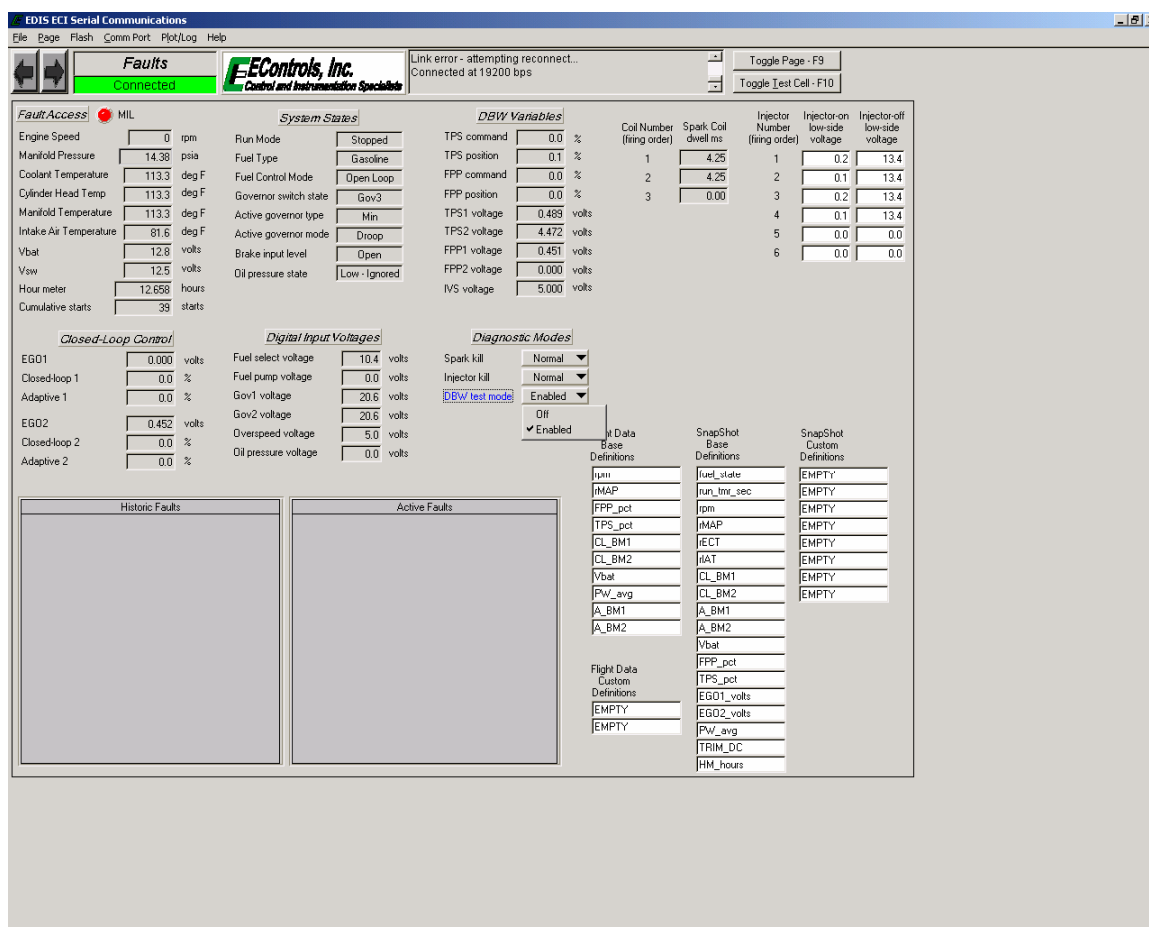 EDIS ECI Serial Communications
File Page Flash Comm Port Plot/Log Help
Faults
Connected
EControls, Inc.
Control and Instrumentation Specialists
Link error - attempting reconnect...
Connected at 19200 bps
Toggle Page - F9
Toggle Test Cell - F10
Fault Access MIL
Engine Speed 0 rpm
Manifold Pressure 14.38 psia
Coolant Temperature 113.3 deg F
Cylinder Head Temp 113.3 deg F
Manifold Temperature 113.3 deg F
Intake Air Temperature 81.6 deg F
Vbat 12.8 volts
Vsw 12.5 volts
Hour meter 12.658 hours
Cumulative starts 39 starts
System States
Run Mode Stopped
Fuel Type Gasoline
Fuel Control Mode Open Loop
Governor switch state Gov3
Active governor type Min
Active governor mode Droop
Brake input level Open
Oil pressure state Low - Ignored
DBW Variables
TPS command 0.0 %
TPS position 0.1 %
FPP command 0.0 %
FPP position 0.0 %
TPS1 voltage 0.489 volts
TPS2 voltage 4.472 volts
FPP1 voltage 0.451 volts
FPP2 voltage 0.000 volts
IVS voltage 5.000 volts
Coil Number Spark Coil
(firing order) dwell ms
1 4.25
2 4.25
3 0.00
Injector Injector-on Injector-off
Number low-side low-side
(firing order) voltage voltage
1 0.2 13.4
2 0.1 13.4
3 0.2 13.4
4 0.1 13.4
5 0.0 0.0
6 0.0 0.0
Closed-Loop Control
EGO1 0.000 volts
Closed-loop 1 0.0 %
Adaptive 1 0.0 %
EGO2 0.452 volts
Closed-loop 2 0.0 %
Adaptive 2 0.0 %
Digital Input Voltages
Fuel select voltage 10.4 volts
Fuel pump voltage 0.0 volts
Gov1 voltage 20.6 volts
Gov2 voltage 20.6 volts
Overspeed voltage 5.0 volts
Oil pressure voltage 0.0 volts
Diagnostic Modes
Spark kill Normal
Injector kill Normal
DBW test mode Enabled
Off
Enabled
Historic Faults
Active Faults
ht Data
Base
Definitions
rpm
rMAP
FPP_pct
TPS_pct
CL_BM1
CL_BM2
Vbat
PW_avg
A_BM1
A_BM2
Flight Data
Custom
Definitions
EMPTY
EMPTY
SnapShot
Base
Definitions
fuel_state
run_tmr_sec
rpm
rMAP
rECT
rIAT
CL_BM1
CL_BM2
A_BM1
A_BM2
Vbat
FPP_pct
TPS_pct
EGO1_volts
EGO2_volts
PW_avg
TRIM_DC
HM_hours
SnapShot
Custom
Definitions
EMPTY
EMPTY
EMPTY
EMPTY
EMPTY
EMPTY
EMPTY
EMPTY